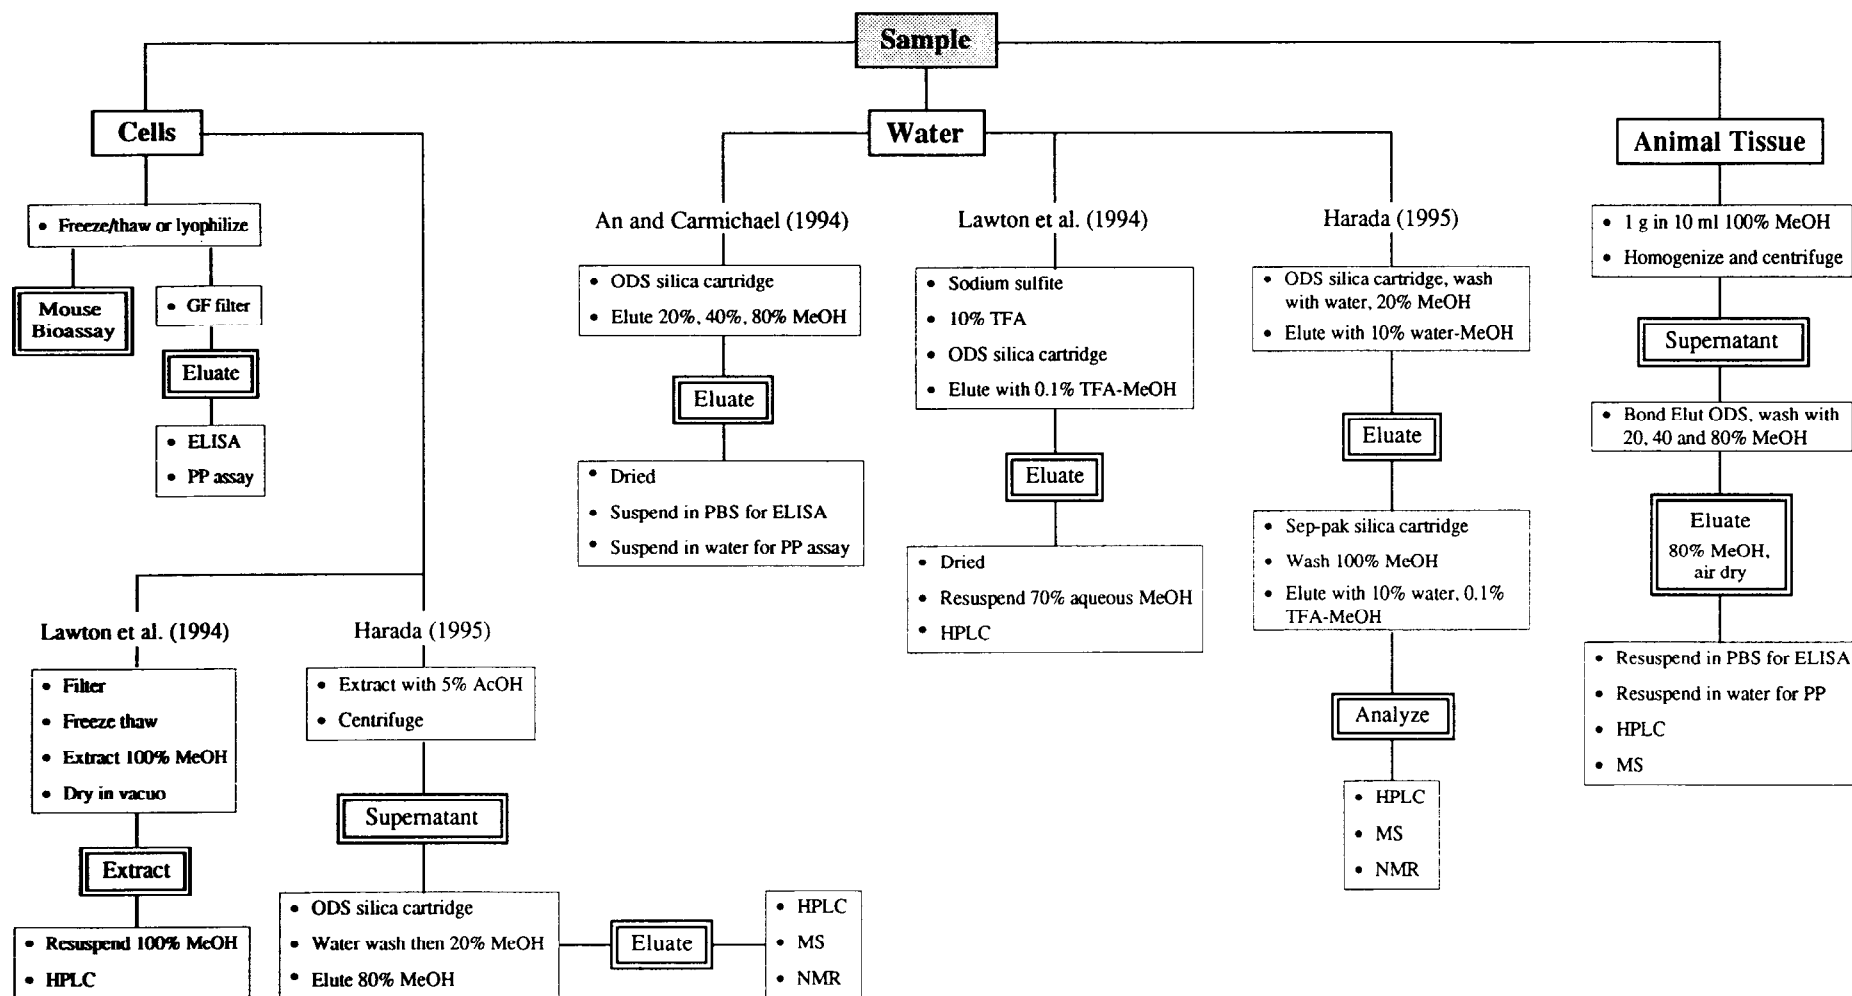 Sample
Cells
• Freeze/thaw or lyophilize
Mouse
Bioassay
• GF filter
Eluate
• ELISA
• PP assay
Lawton et al. (1994)
• Filter
• Freeze thaw
• Extract 100% MeOH
• Dry in vacuo
Extract
• Resuspend 100% MeOH
• HPLC
Harada (1995)
• Extract with 5% AcOH
• Centrifuge
Supernatant
• ODS silica cartridge
• Water wash then 20% MeOH
• Elute 80% MeOH
Eluate
• HPLC
• MS
• NMR
Water
An and Carmichael (1994)
• ODS silica cartridge
• Elute 20%, 40%, 80% MeOH
Eluate
• Dried
• Suspend in PBS for ELISA
• Suspend in water for PP assay
Lawton et al. (1994)
• Sodium sulfite
• 10% TFA
• ODS silica cartridge
• Elute with 0.1% TFA-MeOH
Eluate
• Dried
• Resuspend 70% aqueous MeOH
• HPLC
Harada (1995)
• ODS silica cartridge, wash
with water, 20% MeOH
• Elute with 10% water-MeOH
Eluate
• Sep-pak silica cartridge
• Wash 100% MeOH
• Elute with 10% water, 0.1%
TFA-MeOH
Analyze
• HPLC
• MS
• NMR
Animal Tissue
• 1 g in 10 ml 100% MeOH
• Homogenize and centrifuge
Supernatant
• Bond Elut ODS, wash with
20, 40 and 80% MeOH
Eluate
80% MeOH,
air dry
• Resuspend in PBS for ELISA
• Resuspend in water for PP
• HPLC
• MS